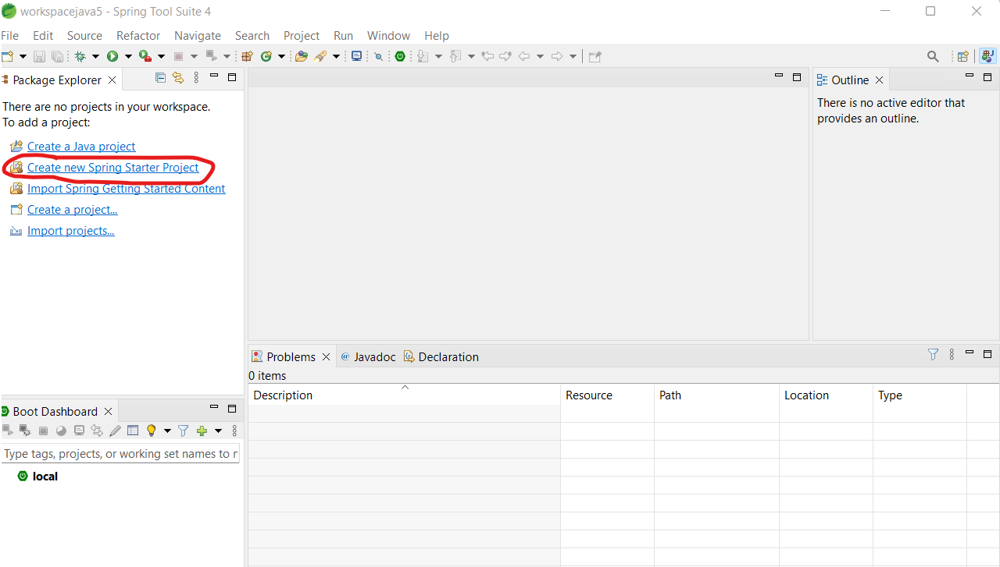 workspacejava5 - Spring Tool Suite 4
File Edit Source Refactor Navigate Search Project Run Window Help
Package Explorer
There are no projects in your workspace.
To add a project:
Create a Java project
Create new Spring Starter Project
Import Spring Getting Started Content
Create a project...
Import projects...
Outline
There is no active editor that
provides an outline.
Problems @ Javadoc Declaration
0 items
Description Resource Path Location Type
Boot Dashboard
Type tags, projects, or working set names to r
local